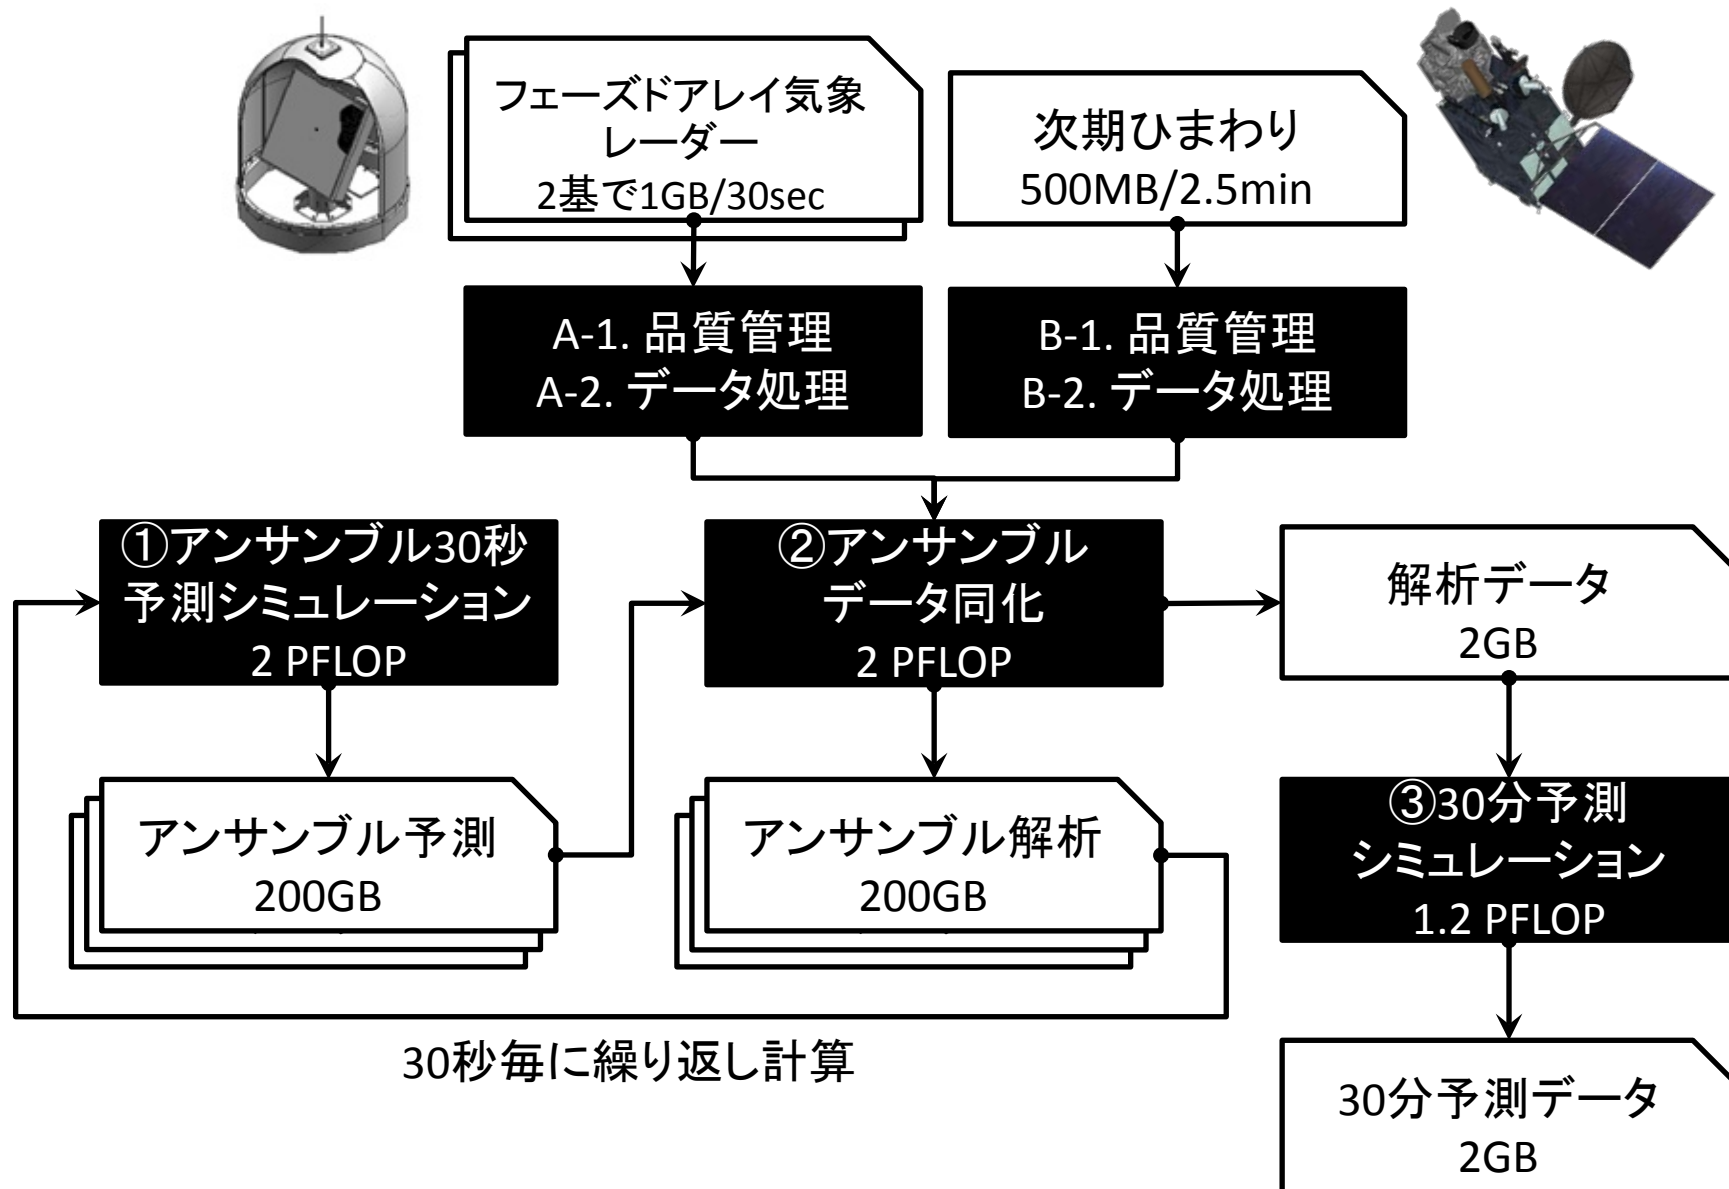 フェーズドアレイ気象
レーダー
2基で1GB/30sec
次期ひまわり
500MB/2.5min
A-1. 品質管理
A-2. データ処理
B-1. 品質管理
B-2. データ処理
①アンサンブル30秒
予測シミュレーション
2 PFLOP
②アンサンブル
データ同化
2 PFLOP
解析データ
2GB
アンサンブル予測
200GB
アンサンブル解析
200GB
③30分予測
シミュレーション
1.2 PFLOP
30秒毎に繰り返し計算
30分予測データ
2GB